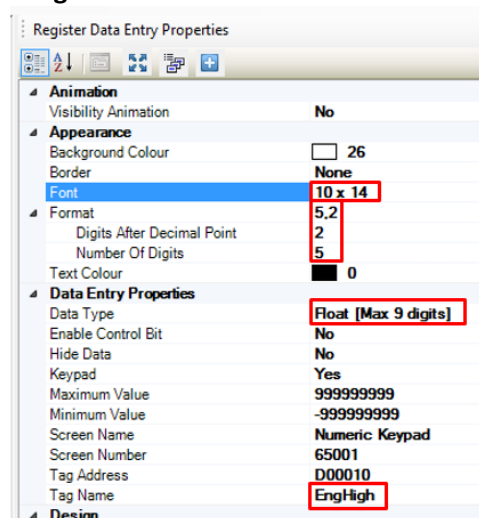 Register Data Entry Properties
Animation
Visibility Animation No
Appearance
Background Colour 26
Border None
Font 10 x 14
Format 5.2
Digits After Decimal Point 2
Number Of Digits 5
Text Colour 0
Data Entry Properties
Data Type Float [Max 9 digits]
Enable Control Bit No
Hide Data No
Keypad Yes
Maximum Value 999999999
Minimum Value -999999999
Screen Name Numeric Keypad
Screen Number 65001
Tag Address D00010
Tag Name EngHigh
Design